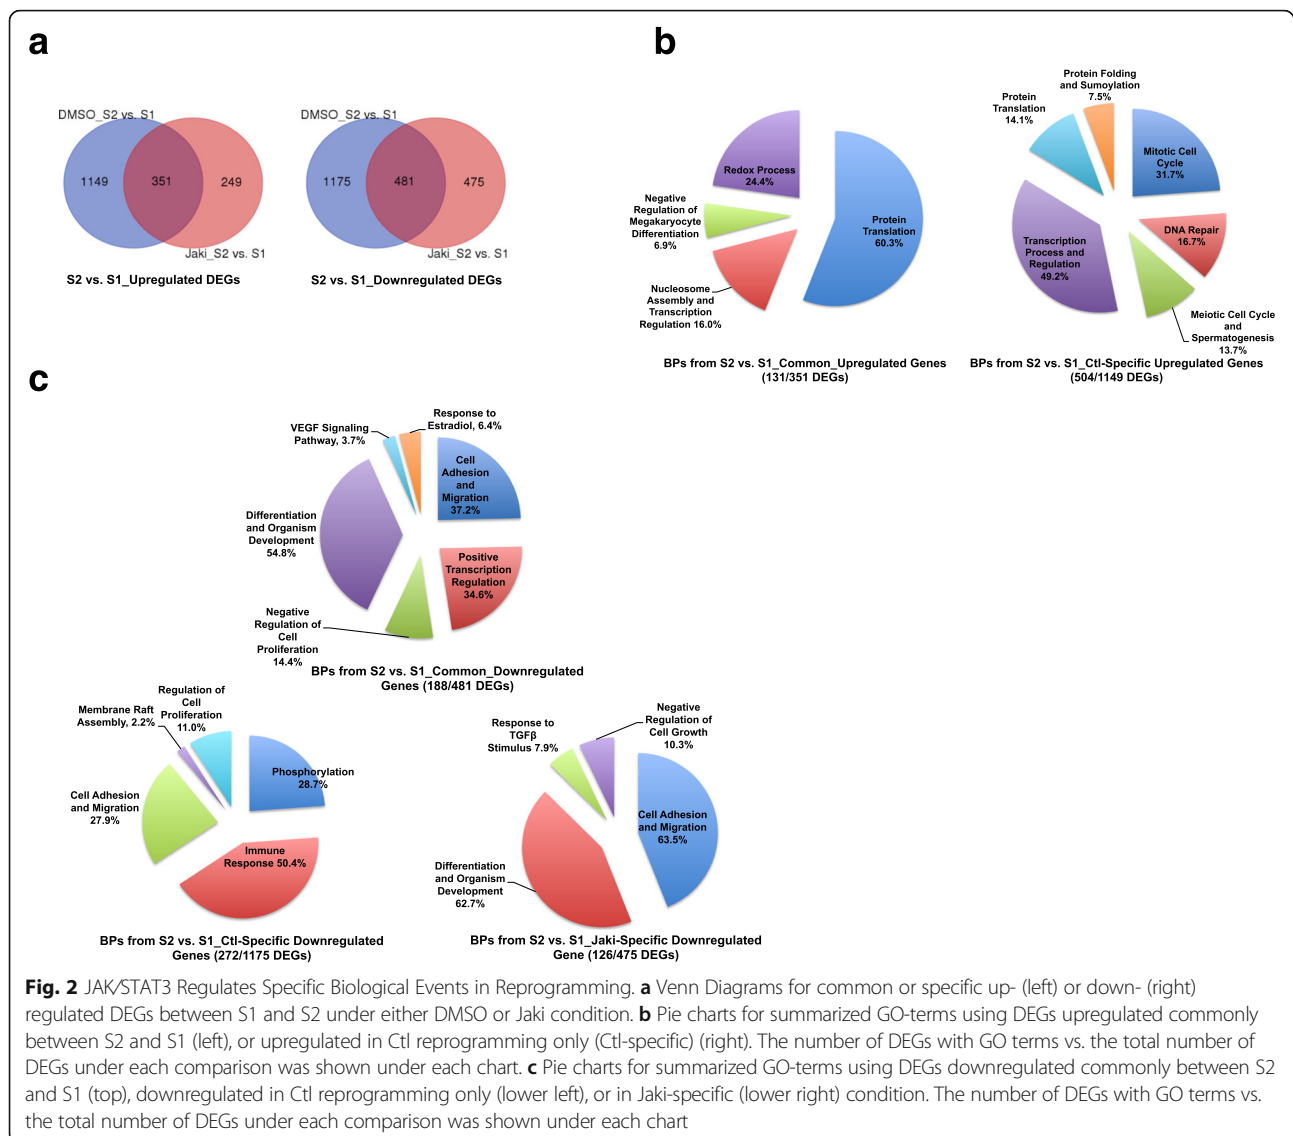 a
DMSO_S2 vs. S1
1149
351
249
Jaki_S2 vs. S1
S2 vs. S1_Upregulated DEGs
DMSO_S2 vs. S1
1175
481
475
Jaki_S2 vs. S1
S2 vs. S1_Downregulated DEGs
b
Redox Process
24.4%
Negative
Regulation of
Megakaryocyte
Differentiation
6.9%
Nucleosome
Assembly and
Transcription
Regulation 16.0%
Protein
Translation
60.3%
BPs from S2 vs. S1_Common_Upregulated Genes
(131/351 DEGs)
Protein Folding
and Sumoylation
7.5%
Protein
Translation
14.1%
Mitotic Cell
Cycle
31.7%
DNA Repair
16.7%
Transcription
Process and
Regulation
49.2%
Meiotic Cell Cycle
and
Spermatogenesis
13.7%
BPs from S2 vs. S1_Ctl-Specific Upregulated Genes
(504/1149 DEGs)
c
VEGF Signaling
Pathway, 3.7%
Response to
Estradiol, 6.4%
Cell
Adhesion
and
Migration
37.2%
Differentiation
and Organism
Development
54.8%
Positive
Transcription
Regulation
34.6%
Negative
Regulation of
Cell
Proliferation
14.4%
BPs from S2 vs. S1_Common_Downregulated
Genes (188/481 DEGs)
Regulation of
Cell
Proliferation
11.0%
Membrane Raft
Assembly, 2.2%
Phosphorylation
28.7%
Cell Adhesion
and Migration
27.9%
Immune
Response 50.4%
BPs from S2 vs. S1_Ctl-Specific Downregulated
Genes (272/1175 DEGs)
Response to
TGFβ
Stimulus 7.9%
Negative
Regulation of
Cell Growth
10.3%
Cell Adhesion
and Migration
63.5%
Differentiation
and Organism
Development
62.7%
BPs from S2 vs. S1_Jaki-Specific Downregulated
Gene (126/475 DEGs)
Fig. 2 JAK/STAT3 Regulates Specific Biological Events in Reprogramming. a Venn Diagrams for common or specific up- (left) or down- (right)
regulated DEGs between S1 and S2 under either DMSO or Jaki condition. b Pie charts for summarized GO-terms using DEGs upregulated commonly
between S2 and S1 (left), or upregulated in Ctl reprogramming only (Ctl-specific) (right). The number of DEGs with GO terms vs. the total number of
DEGs under each comparison was shown under each chart. c Pie charts for summarized GO-terms using DEGs downregulated commonly between S2
and S1 (top), downregulated in Ctl reprogramming only (lower left), or in Jaki-specific (lower right) condition. The number of DEGs with GO terms vs.
the total number of DEGs under each comparison was shown under each chart